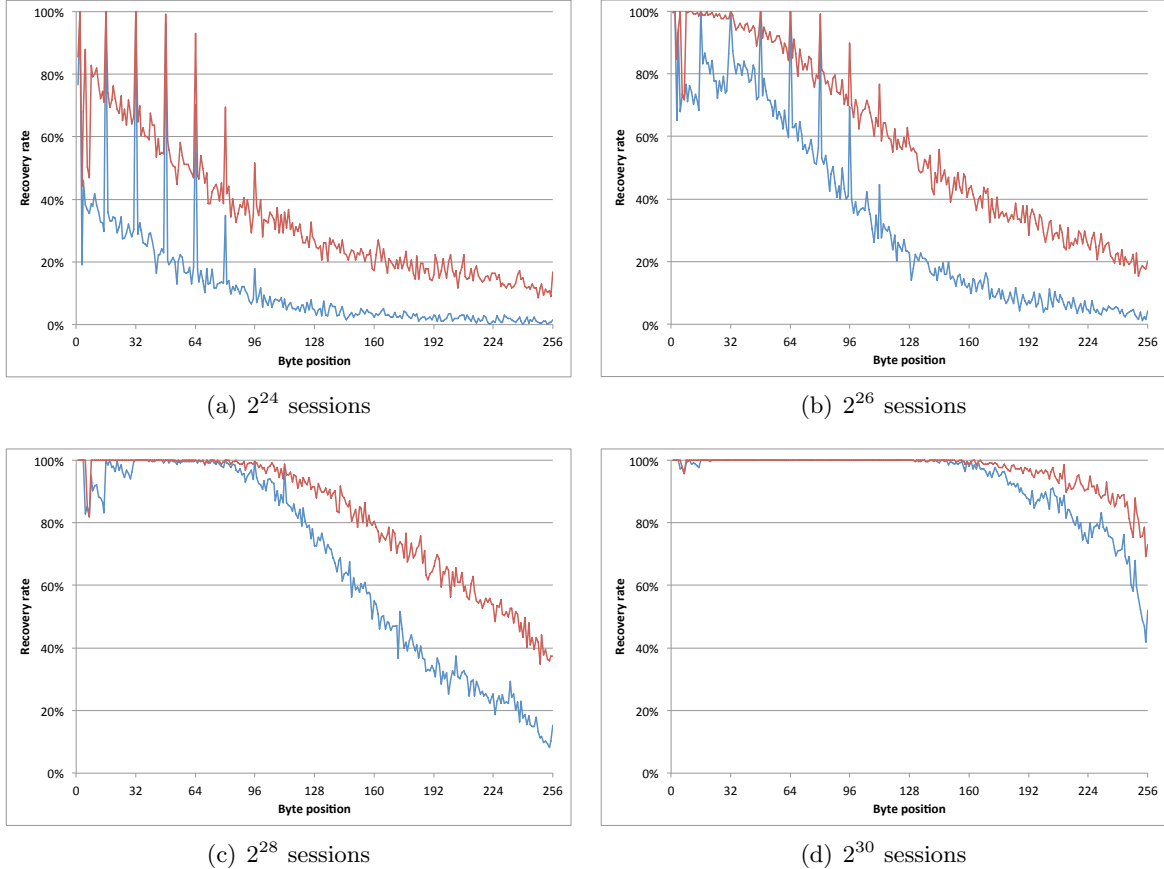 100%
80%
60%
40%
20%
0%
Recovery rate
0 32 64 96 128 160 192 224 256
Byte position
(a) 2^24 sessions
100%
80%
60%
40%
20%
0%
Recovery rate
0 32 64 96 128 160 192 224 256
Byte position
(b) 2^26 sessions
100%
80%
60%
40%
20%
0%
Recovery rate
0 32 64 96 128 160 192 224 256
Byte position
(c) 2^28 sessions
100%
80%
60%
40%
20%
0%
Recovery rate
0 32 64 96 128 160 192 224 256
Byte position
(d) 2^30 sessions